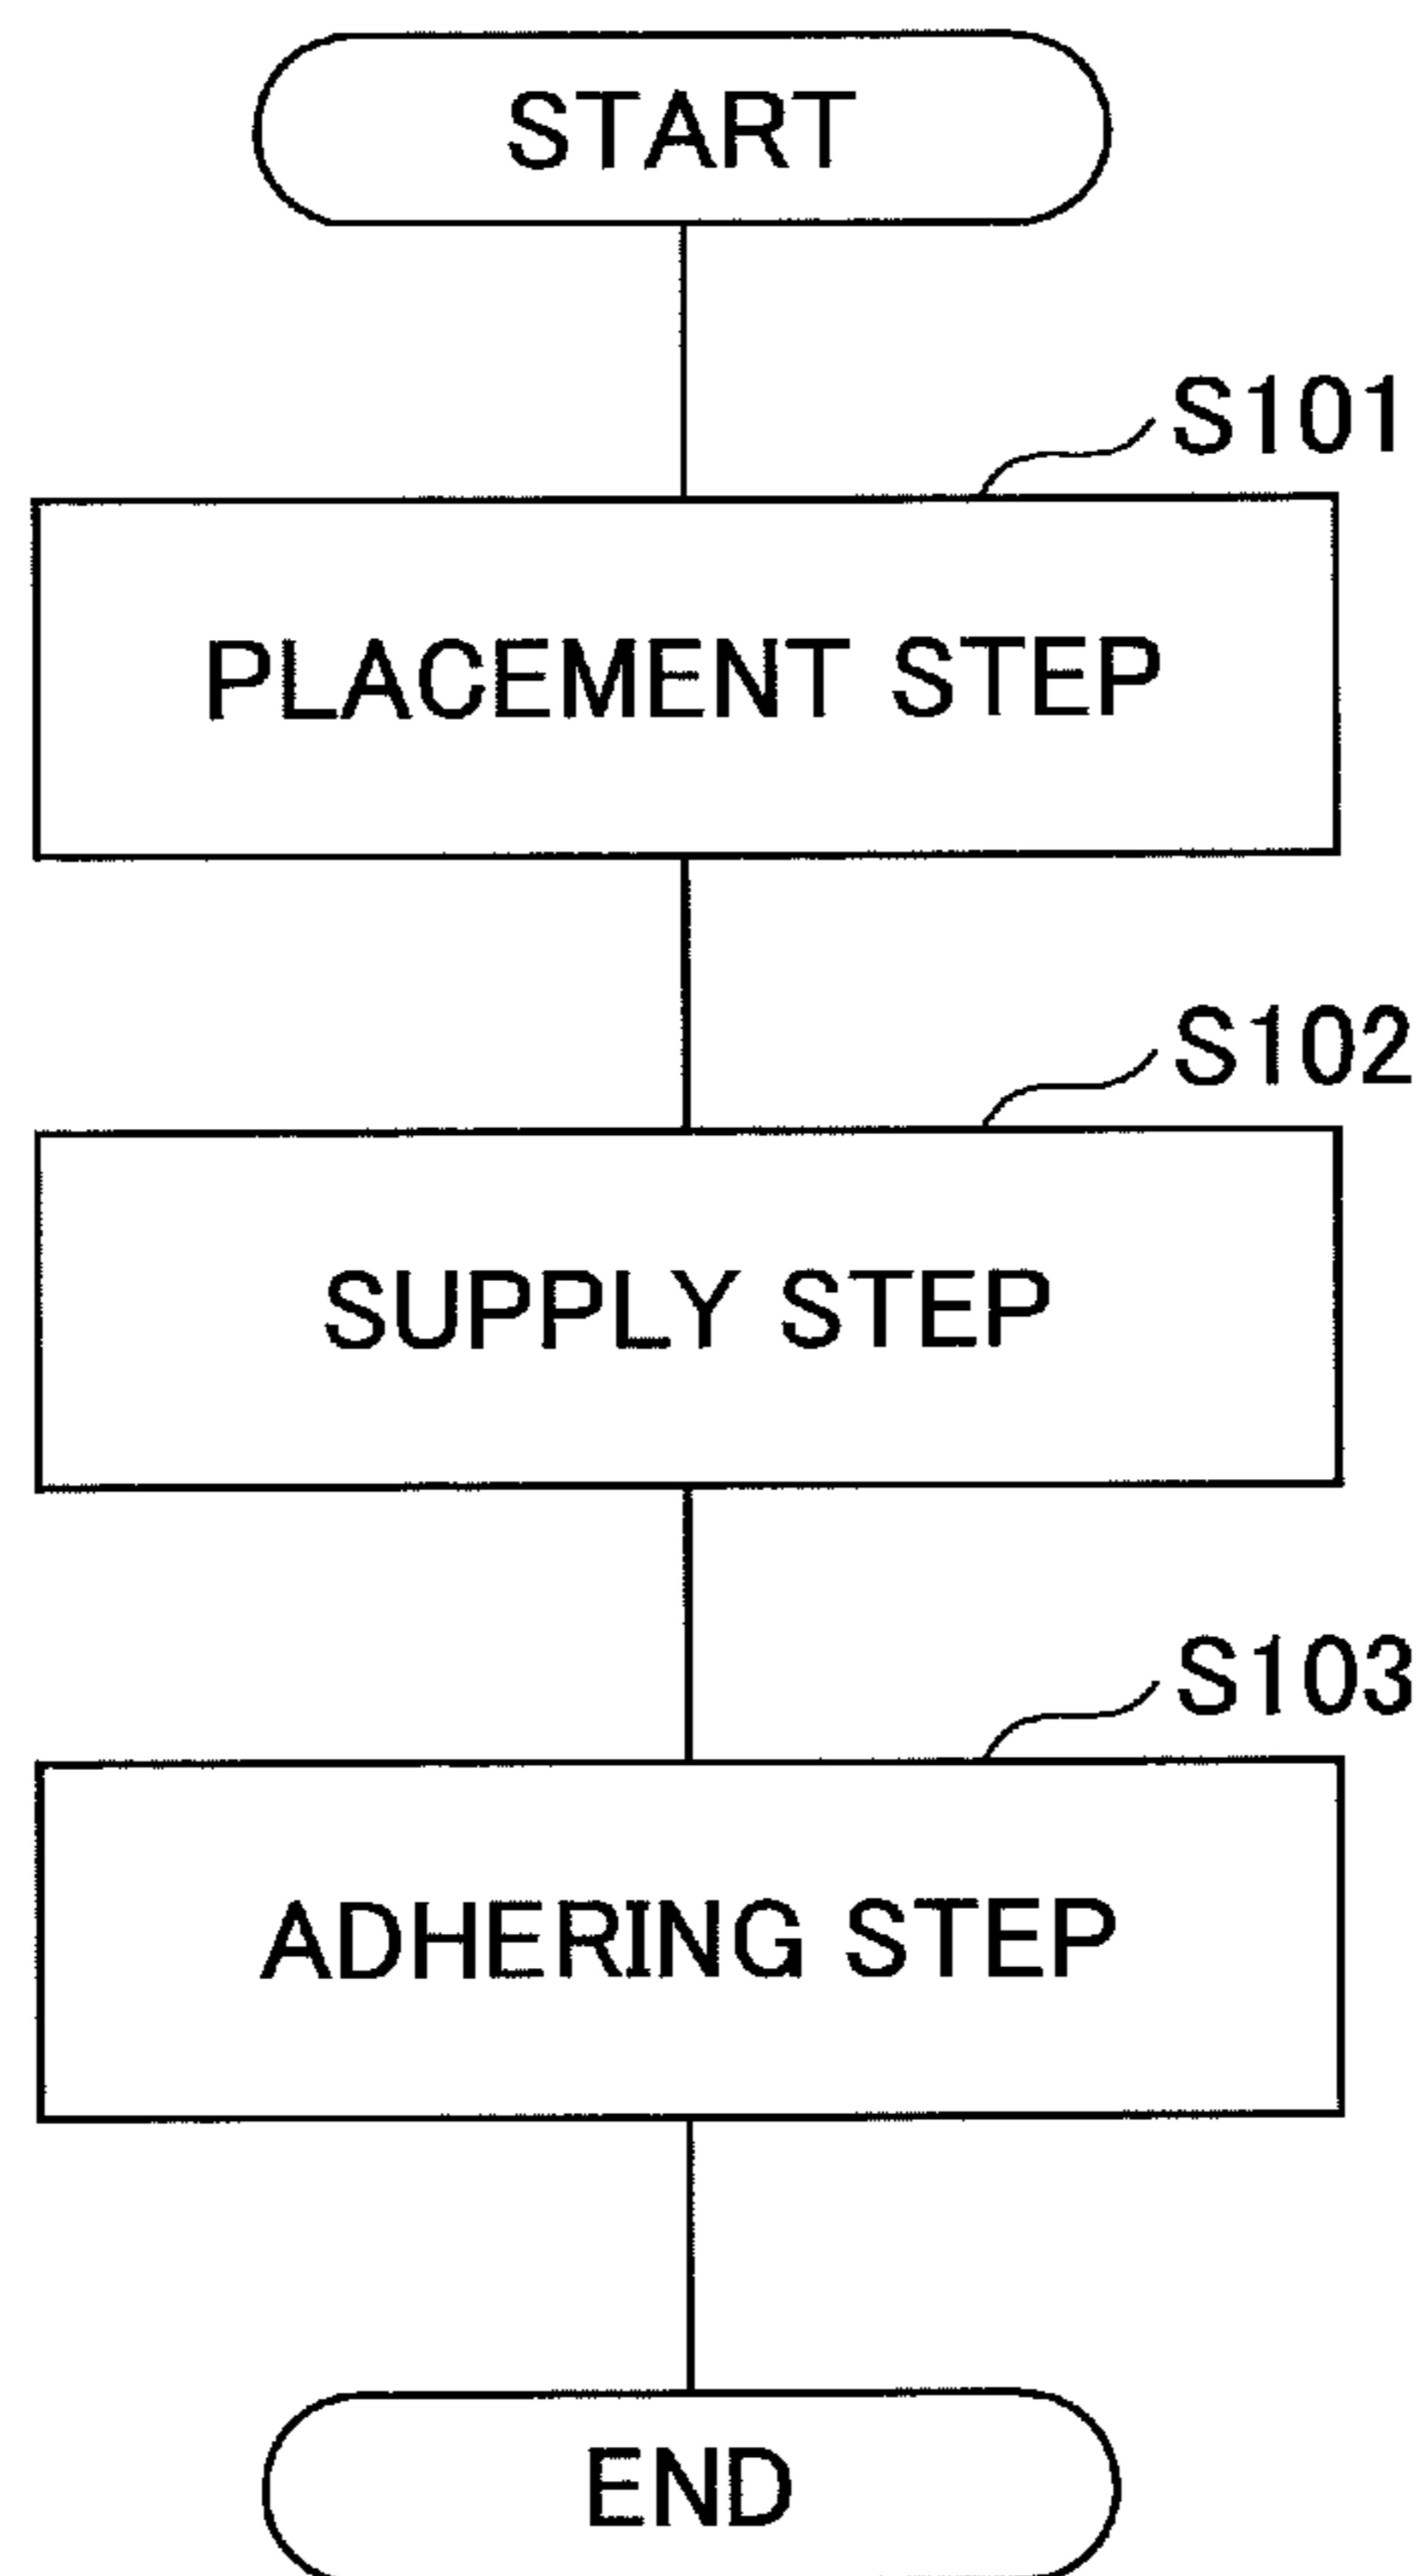 START
S101
PLACEMENT STEP
S102
SUPPLY STEP
S103
ADHERING STEP
END